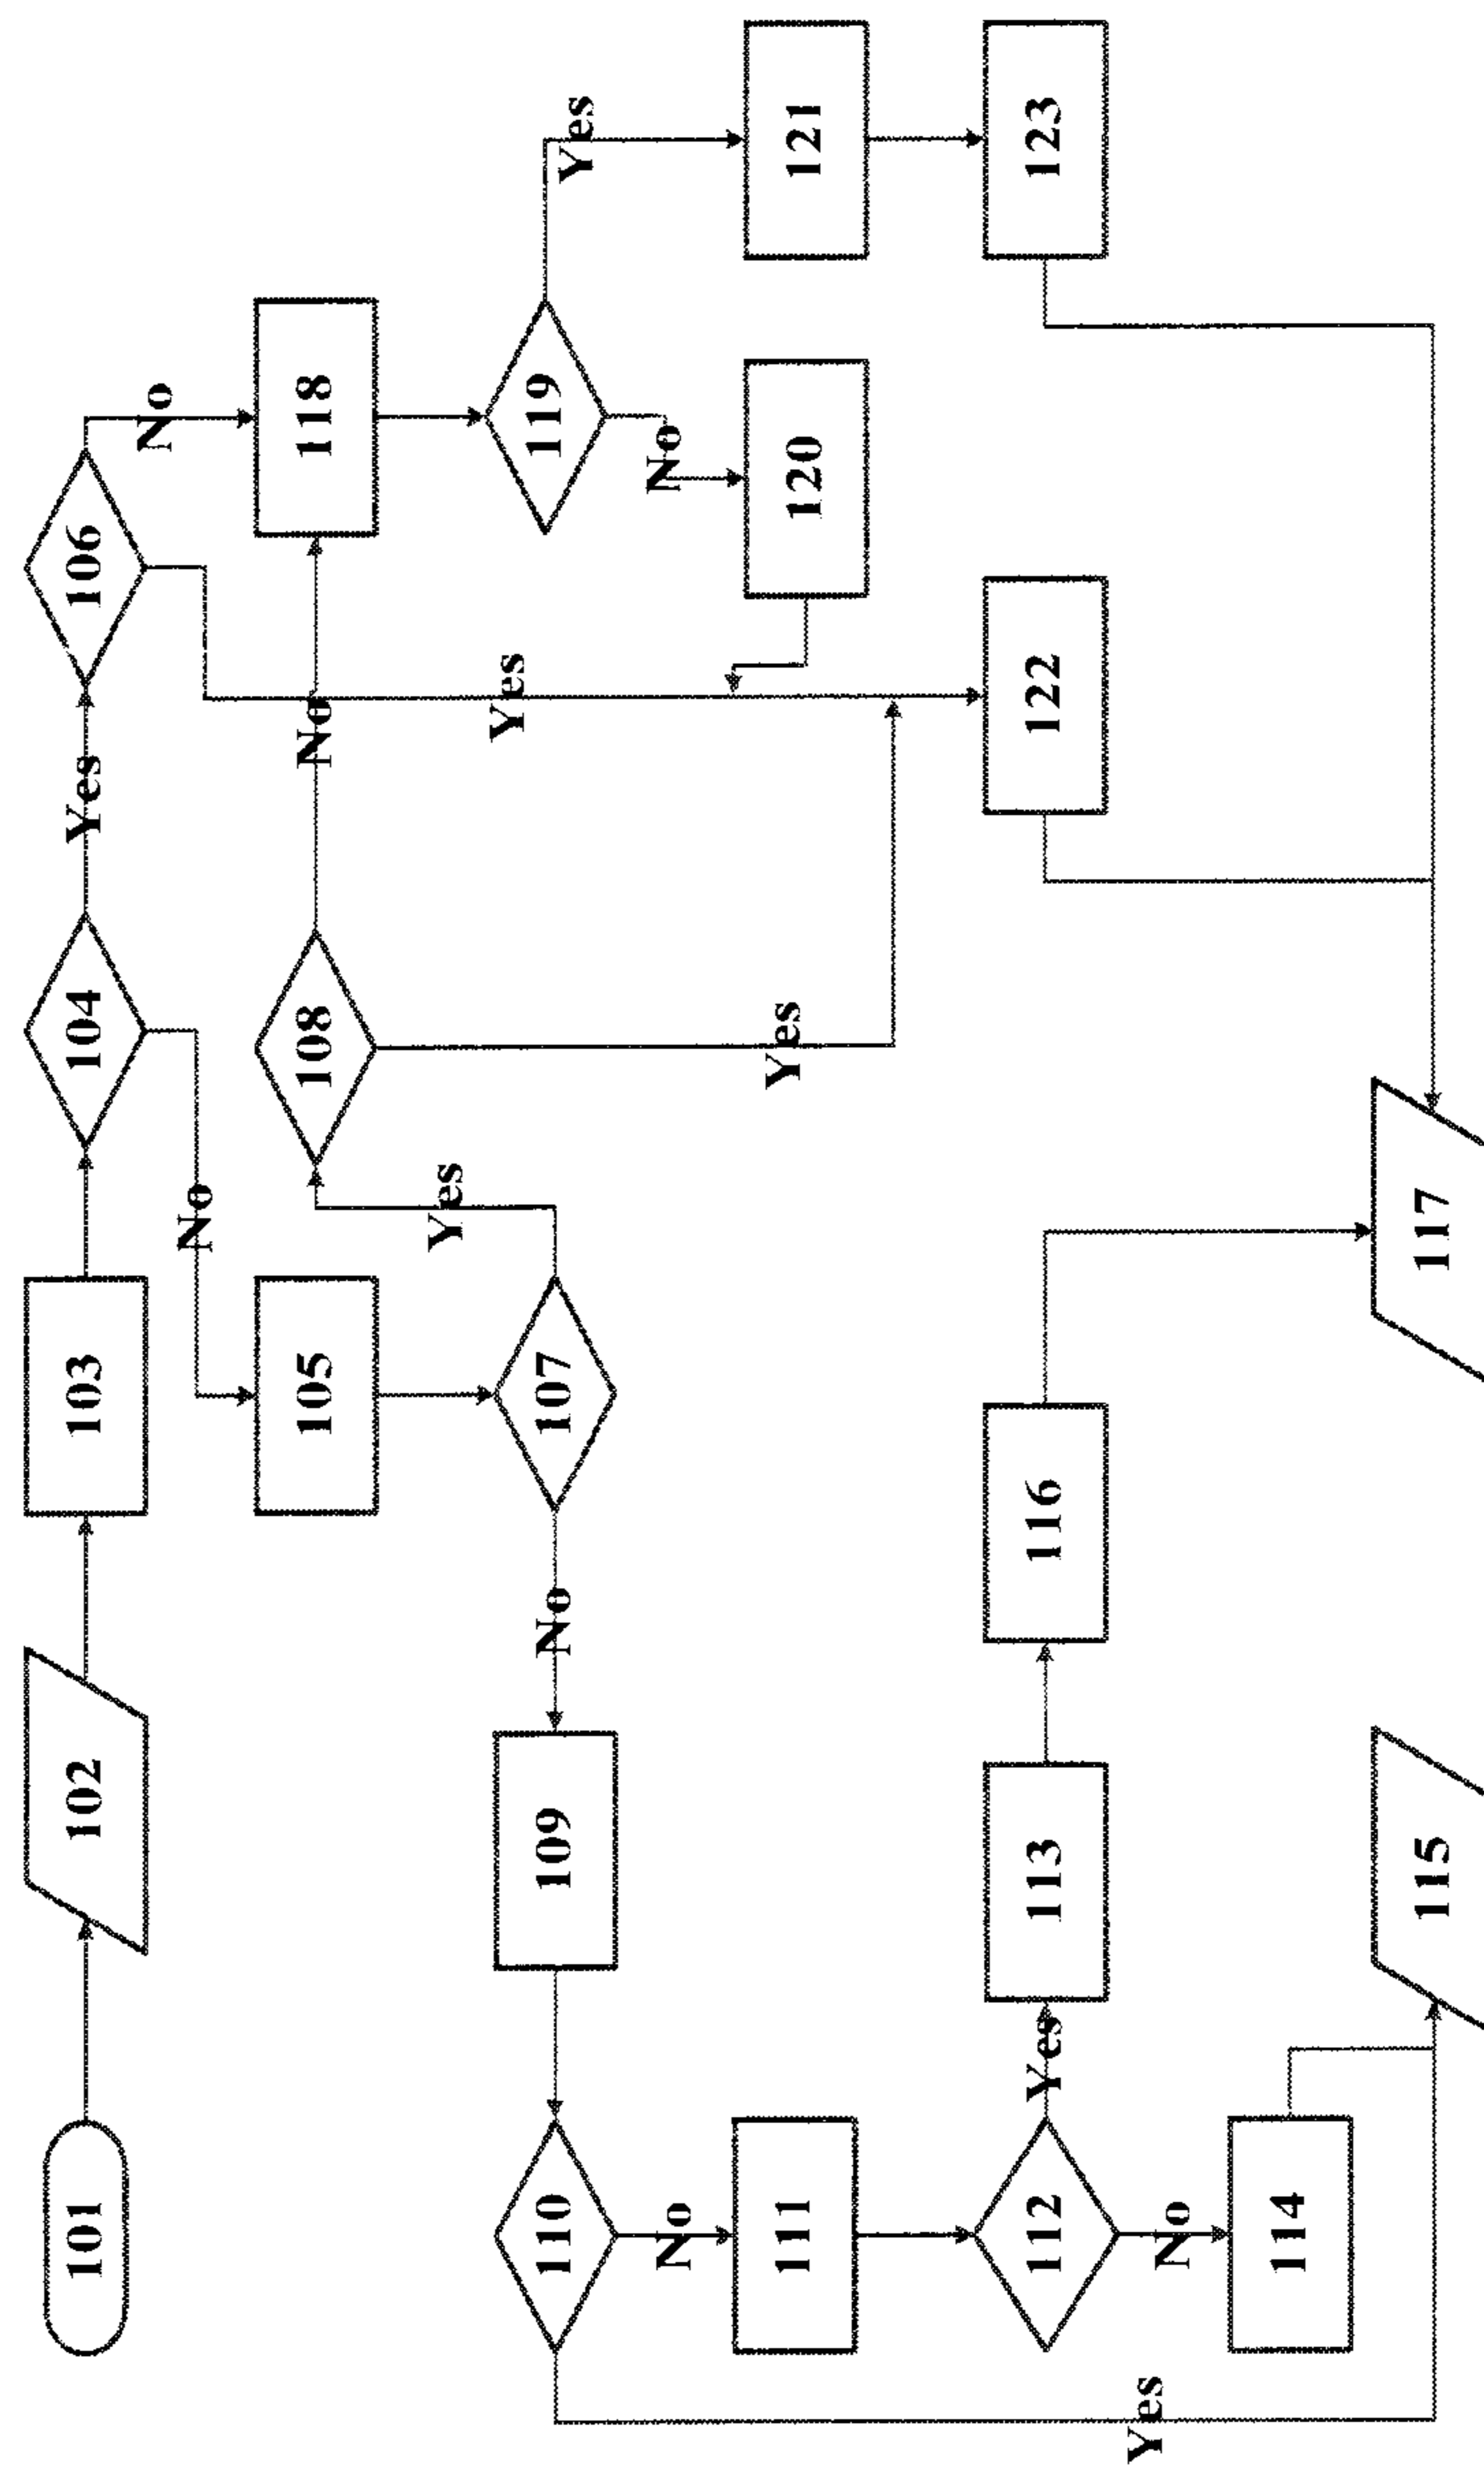 101
102
103
104
Yes
106
No
No
105
108
No
118
Yes
107
Yes
Yes
119
Yes
No
109
No
110
No
111
120
121
Yes
112
Yes
113
116
122
123
No
114
Yes
115
117